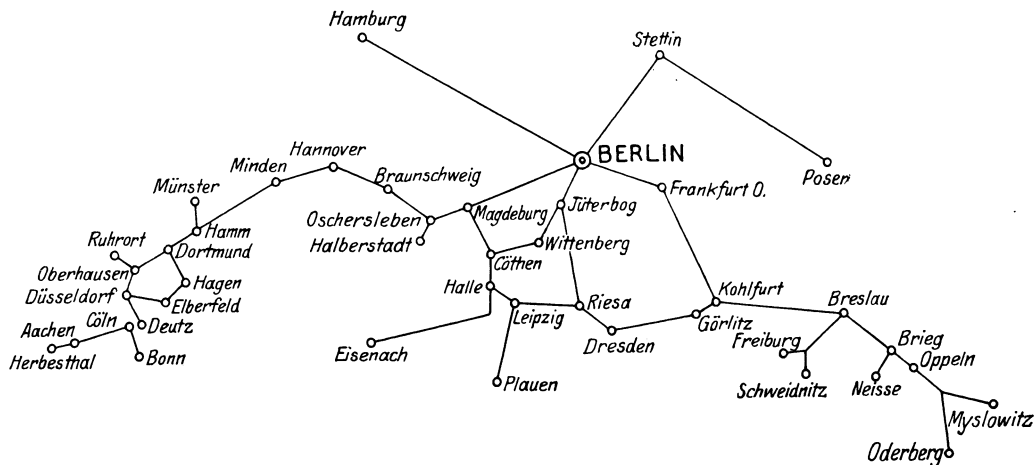 Hamburg
Stettin
BERLIN
Hannover
Minden
Braunschweig
Münster
Posen
Frankfurt O.
Oschersleben
Magdeburg
Jüterbog
Hamm
Halberstadt
Wittenberg
Ruhrort
Dortmund
Cöthen
Oberhausen
Hagen
Halle
Kohlfurt
Düsseldorf
Elberfeld
Leipzig
Riesa
Breslau
Cöln
Deutz
Görlitz
Aachen
Dresden
Freiburg
Brieg
Herbesthal
Bonn
Eisenach
Oppeln
Plauen
Schweidnitz
Neisse
Myslowitz
Oderberg